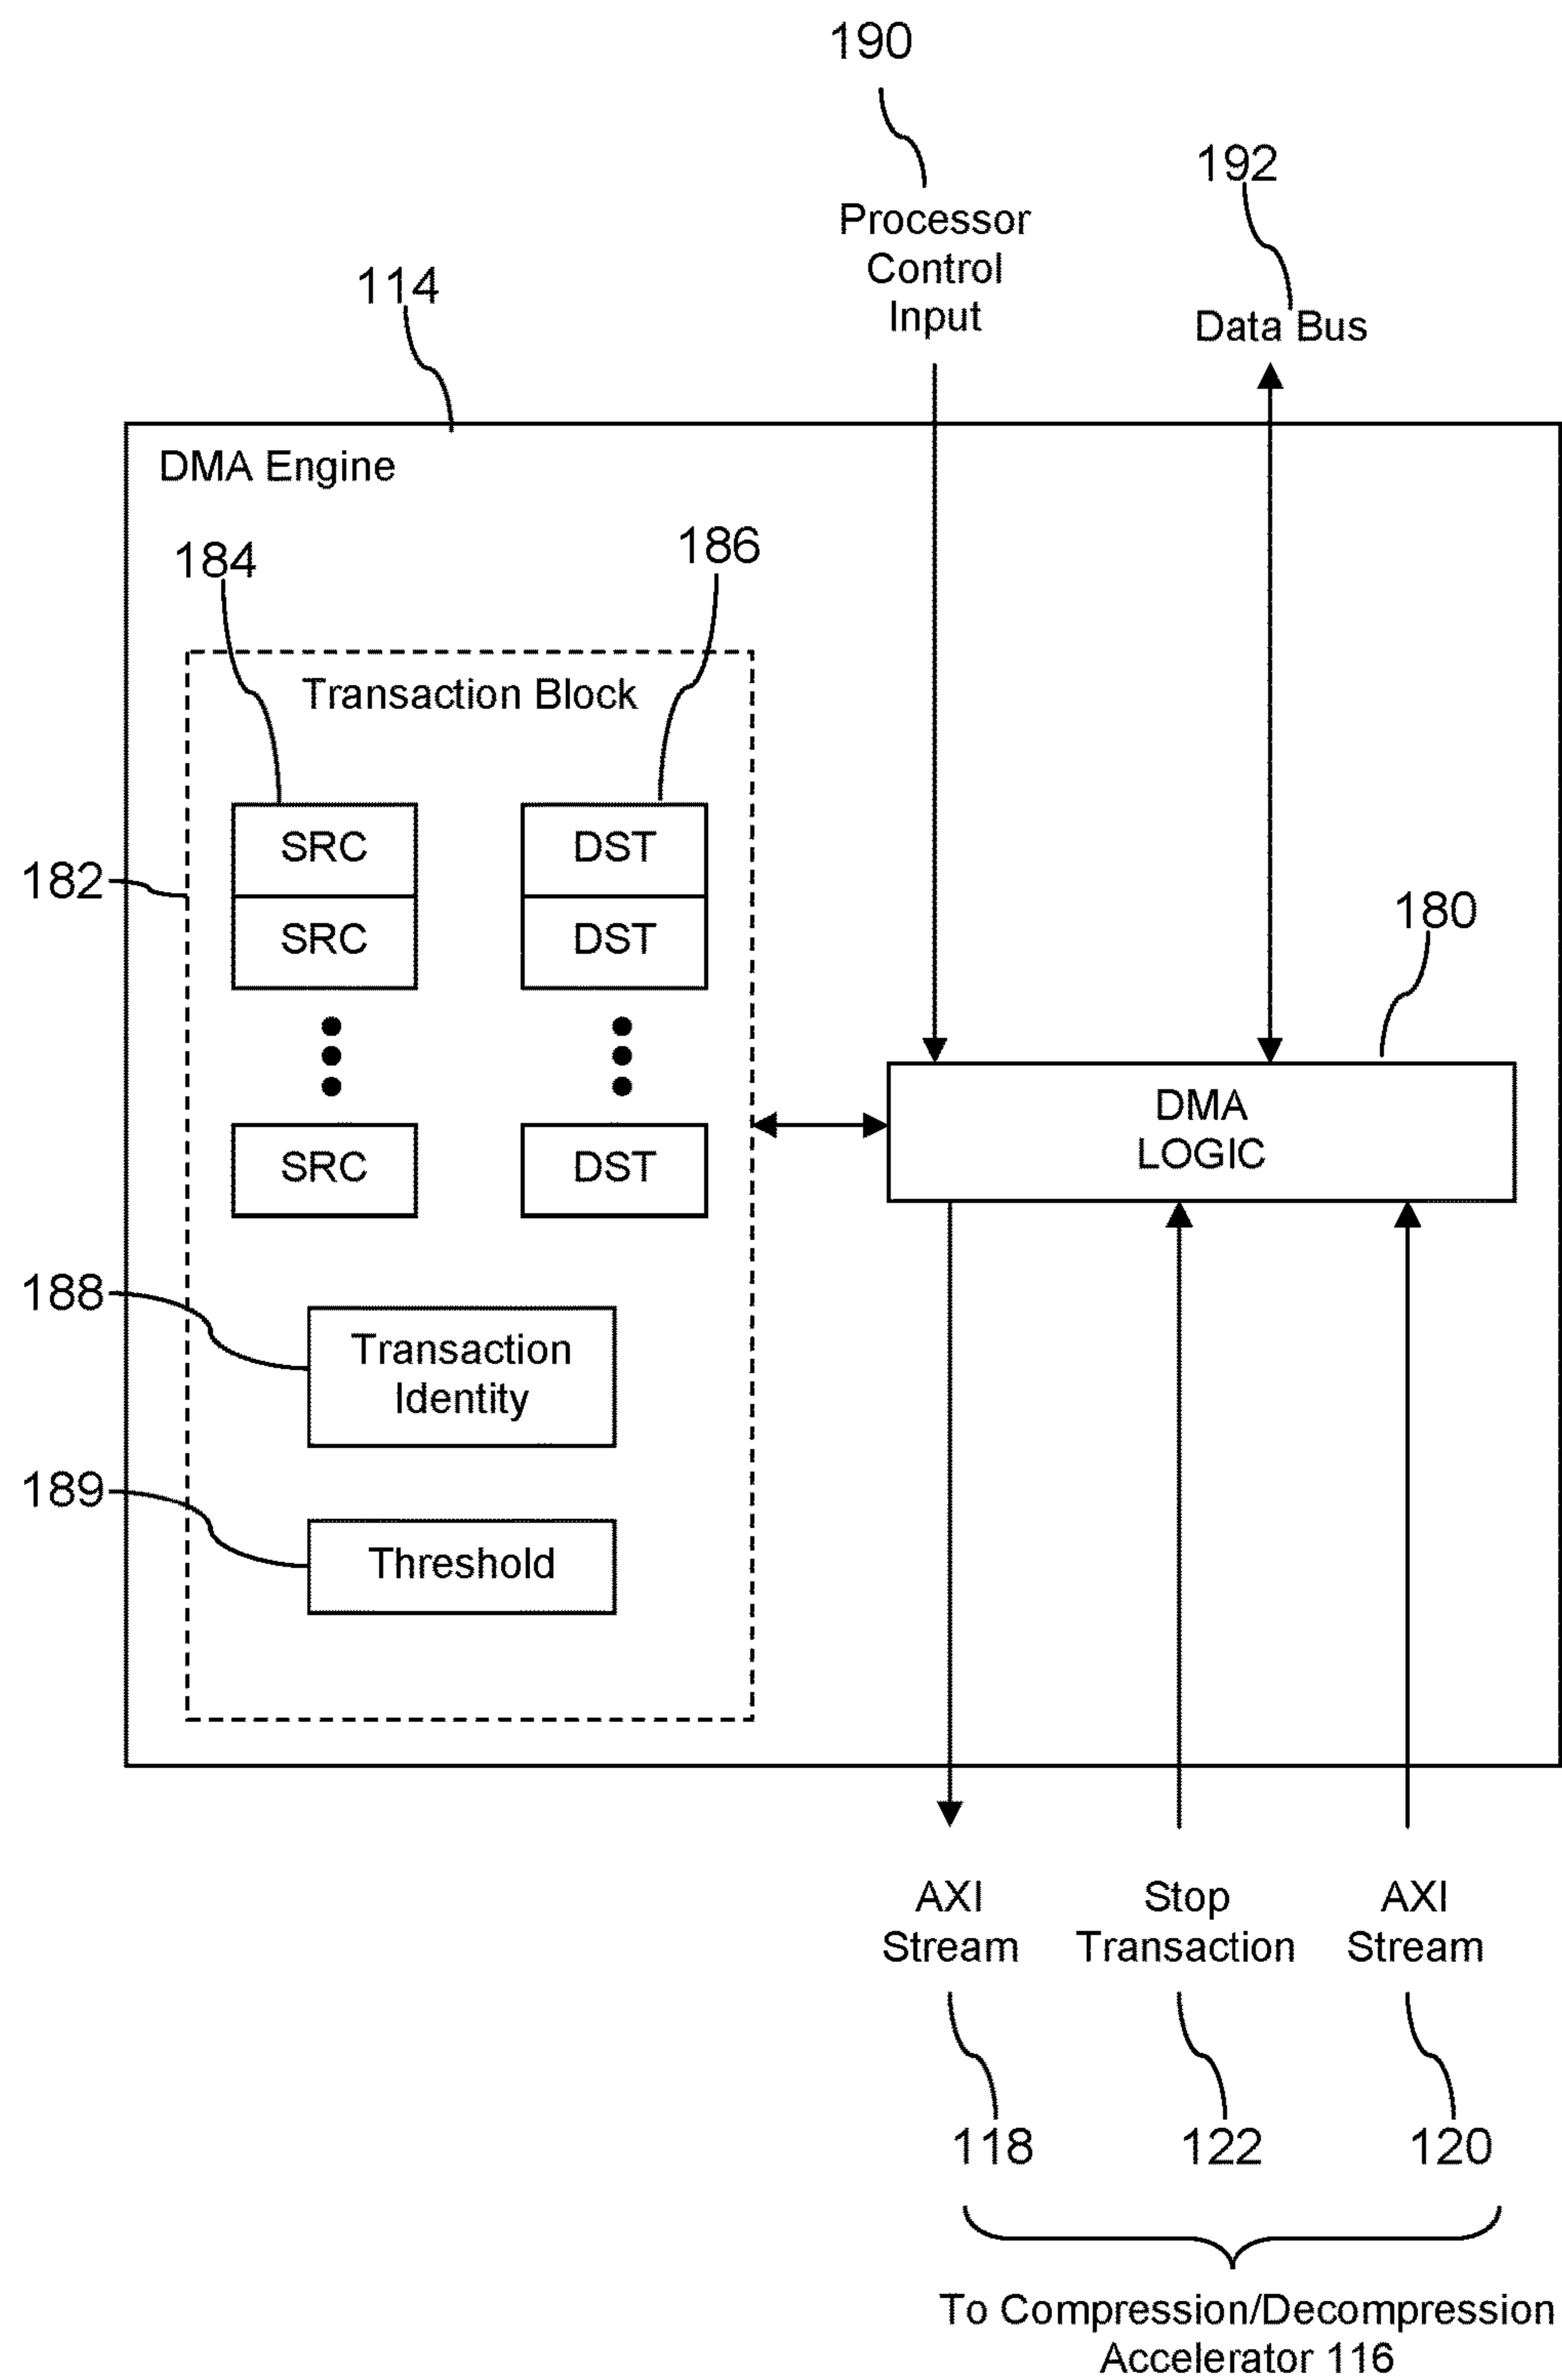 190
192
Processor
Control
Input
Data Bus
114
DMA Engine
184
186
Transaction Block
SRC
DST
182
SRC
DST
180
DMA
LOGIC
SRC
DST
188
Transaction
Identity
189
Threshold
AXI
Stream
Stop
Transaction
AXI
Stream
118
122
120
To Compression/Decompression
Accelerator 116